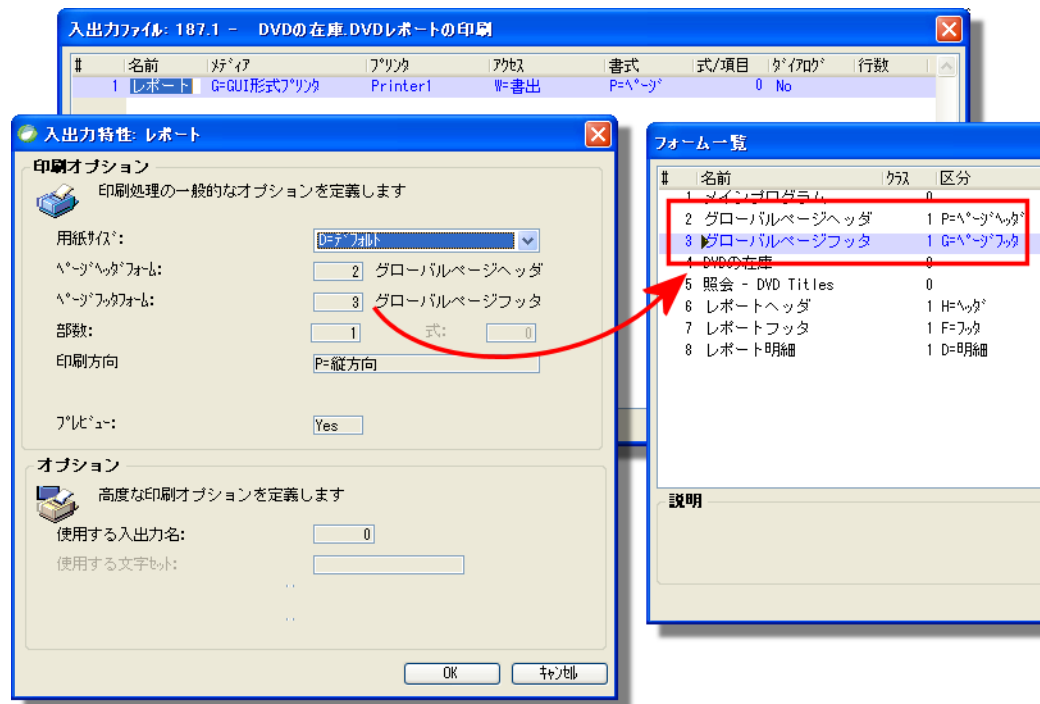 入出力ﾌｧｲﾙ: 187.1 - DVDの在庫.DVDレポートの印刷
# 名前 ﾒﾃﾞｨｱ ﾌﾟﾘﾝﾀ ｱｸｾｽ 書式 式/項目 ﾀﾞｲｱﾛｸﾞ 行数
1 レポート G=GUI形式ﾌﾟﾘﾝﾀ Printer1 W=書出 P=ﾍﾟｰｼﾞ 0 No
入出力特性: レポート
印刷オプション
印刷処理の一般的なオプションを定義します
用紙ｻｲｽﾞ: D=ﾃﾞﾌｫﾙﾄ
ﾍﾟｰｼﾞﾍｯﾀﾞﾌｫｰﾑ: 2 グローバルページヘッダ
ﾍﾟｰｼﾞﾌｯﾀﾌｫｰﾑ: 3 グローバルページフッタ
部数: 1 式: 0
印刷方向 P=縦方向
ﾌﾟﾚﾋﾞｭｰ: Yes
オプション
高度な印刷オプションを定義します
使用する入出力名: 0
使用する文字ｾｯﾄ:
OK ｷｬﾝｾﾙ
フォーム一覧
# 名前 ｸﾗｽ 区分
1 メインプログラム 0
2 グローバルページヘッダ 1 P=ﾍﾟｰｼﾞﾍｯﾀﾞ
3 グローバルページフッタ 1 G=ﾍﾟｰｼﾞﾌｯﾀ
4 DVDの在庫 0
5 照会 - DVD Titles 0
6 レポートヘッダ 1 H=ﾍｯﾀﾞ
7 レポートフッタ 1 F=ﾌｯﾀ
8 レポート明細 1 D=明細
説明